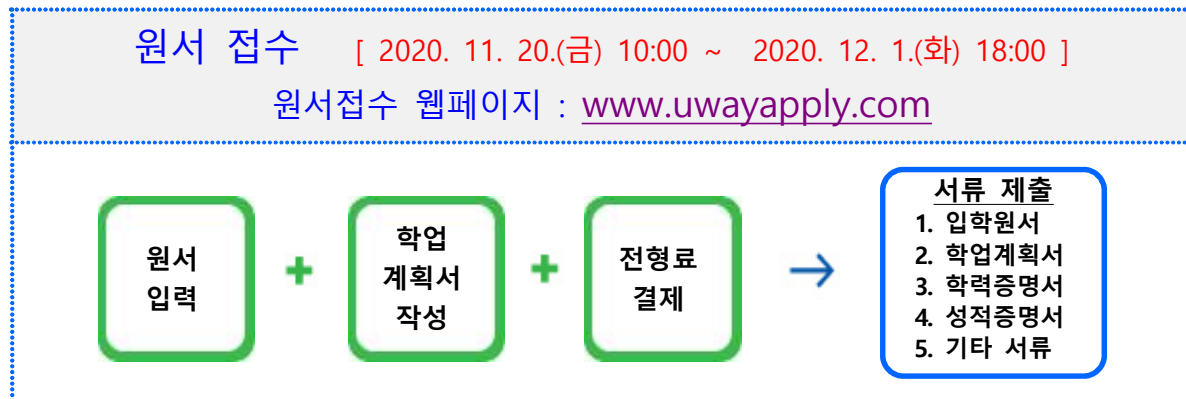 원서 접수 [ 2020. 11. 20.(금) 10:00 ~ 2020. 12. 1.(화) 18:00 ]
원서접수 웹페이지 : www.uwayapply.com
원서
입력
+
학업
계획서
작성
+
전형료
결제
→
서류 제출
1. 입학원서
2. 학업계획서
3. 학력증명서
4. 성적증명서
5. 기타 서류